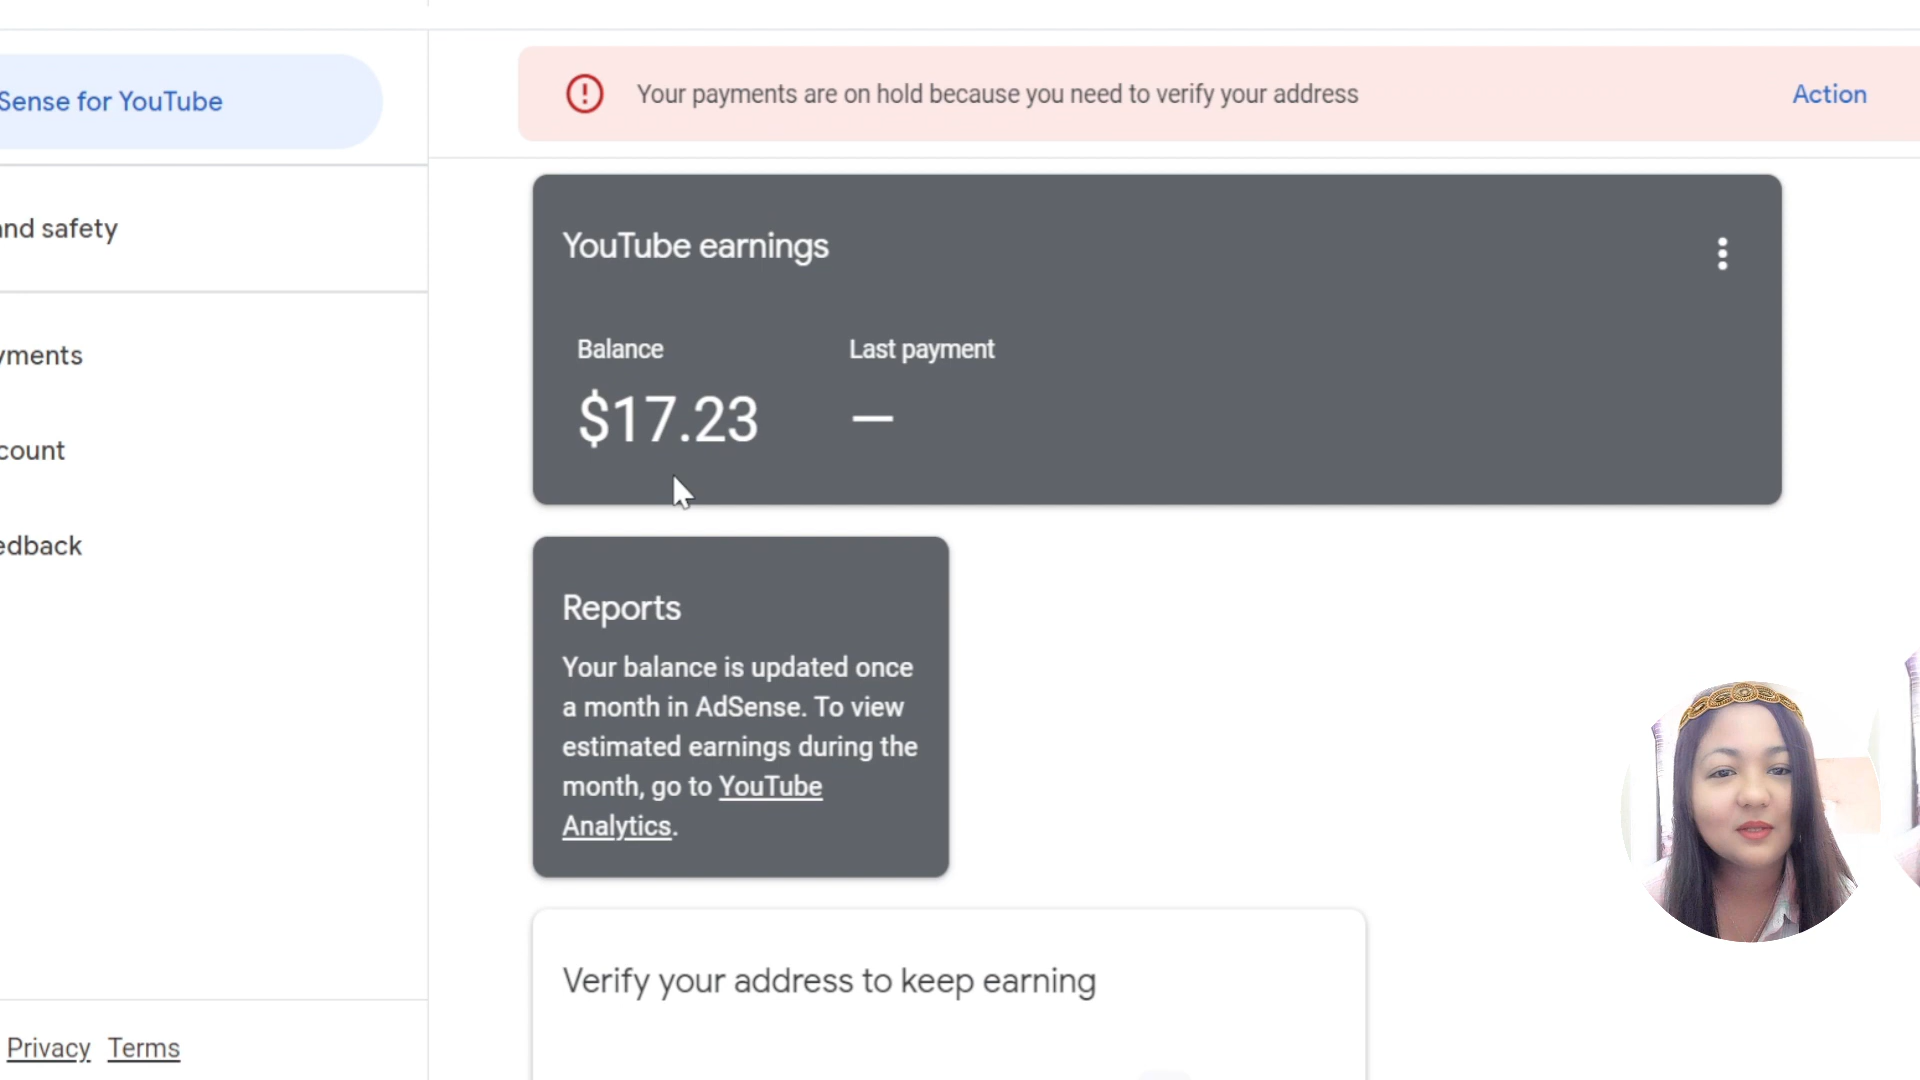 Sense for YouTube
and safety
yments
count
edback
Privacy Terms
Your payments are on hold because you need to verify your address
Action
YouTube earnings
Balance Last payment
$17.23 —
Reports
Your balance is updated once
a month in AdSense. To view
estimated earnings during the
month, go to YouTube
Analytics.
Verify your address to keep earning